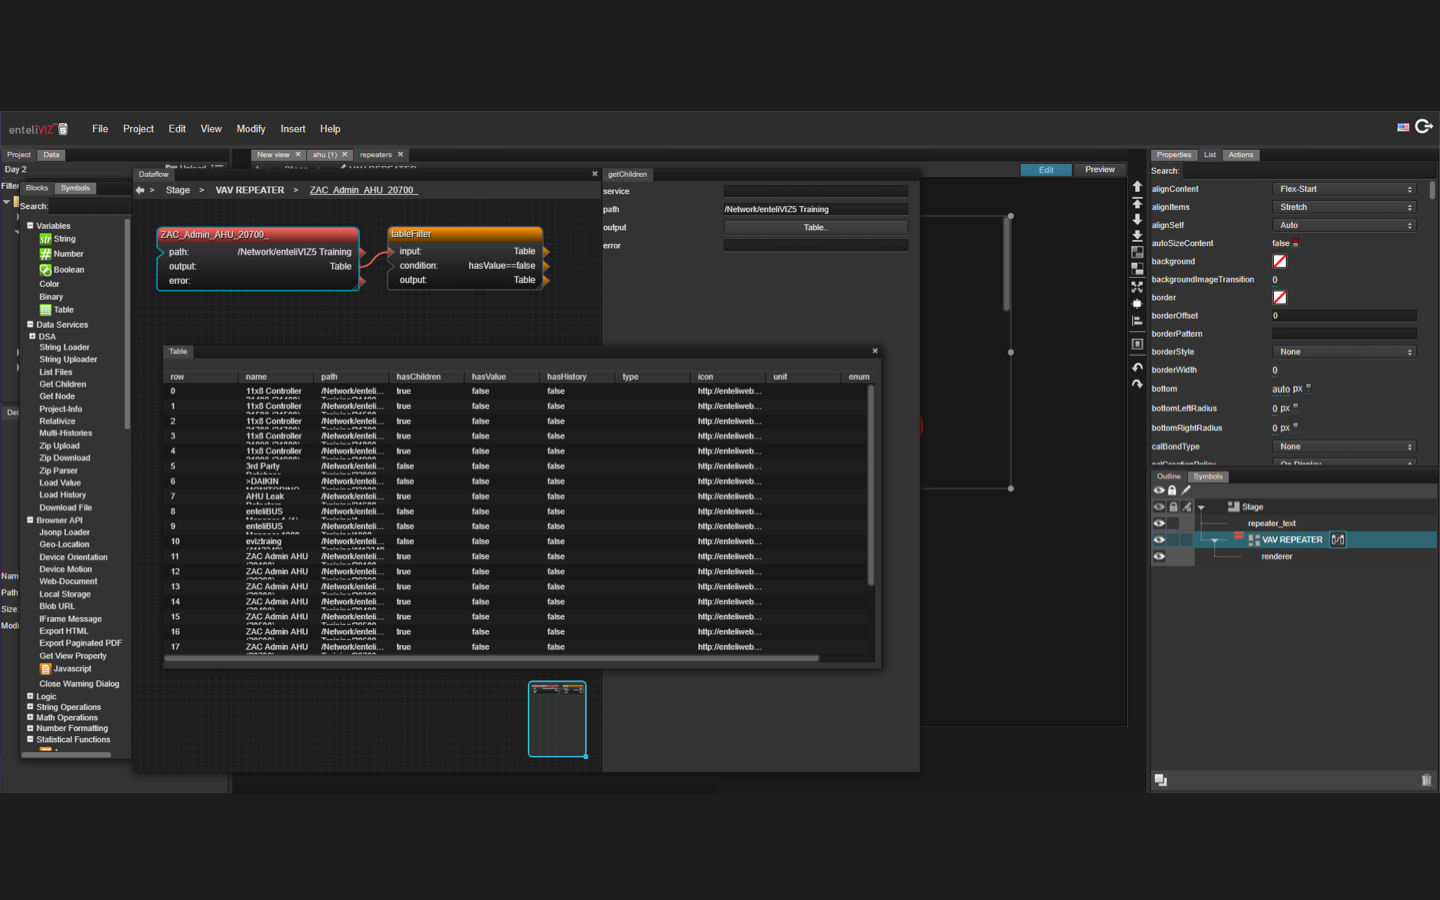 enteliVIZ 5 File Project Edit View Modify Insert Help
Project Data
New view × ahu (1) × repeaters ×
Day 2
Edit Preview
Filter
Blocks Symbols
Search:
Variables
String
Number
Boolean
Color
Binary
Table
Data Services
DSA
String Loader
String Uploader
List Files
Get Children
Get Node
Project-Info
Relativize
Multi-Histories
Zip Upload
Zip Download
Zip Parser
Load Value
Load History
Download File
Browser API
Jsonp Loader
Geo-Location
Device Orientation
Device Motion
Web-Document
Local Storage
Blob URL
IFrame Message
Export HTML
Export Paginated PDF
Get View Property
Javascript
Close Warning Dialog
Logic
String Operations
Math Operations
Number Formatting
Statistical Functions
Det
Nam
Path
Size:
Modi
Dataflow ×
Stage > VAV REPEATER > ZAC_Admin_AHU_20700_
ZAC_Admin_AHU_20700_
path: /Network/enteliVIZ5 Training
output: Table
error:
tableFilter
input: Table
condition: hasValue==false
output: Table
getChildren
service
path /Network/enteliVIZ5 Training
output Table..
error
Table ×
row name path hasChildren hasValue hasHistory type icon unit enum
0 11x8 Controller /Network/enteli... true false false http://enteliweb...
1 11x8 Controller /Network/enteli... true false false http://enteliweb...
2 11x8 Controller /Network/enteli... true false false http://enteliweb...
3 11x8 Controller /Network/enteli... true false false http://enteliweb...
4 11x8 Controller /Network/enteli... true false false http://enteliweb...
5 3rd Party /Network/enteli... false false false http://enteliweb...
6 >DAIKIN /Network/enteli... false false false http://enteliweb...
7 AHU Leak /Network/enteli... true false false http://enteliweb...
8 enteliBUS /Network/enteli... false false false http://enteliweb...
9 enteliBUS /Network/enteli... false false false http://enteliweb...
10 eviztraing /Network/enteli... false false false http://enteliweb...
11 ZAC Admin AHU /Network/enteli... true false false http://enteliweb...
12 ZAC Admin AHU /Network/enteli... true false false http://enteliweb...
13 ZAC Admin AHU /Network/enteli... true false false http://enteliweb...
14 ZAC Admin AHU /Network/enteli... true false false http://enteliweb...
15 ZAC Admin AHU /Network/enteli... true false false http://enteliweb...
16 ZAC Admin AHU /Network/enteli... true false false http://enteliweb...
17 ZAC Admin AHU /Network/enteli... true false false http://enteliweb...
Properties List Actions
Search:
alignContent Flex-Start
alignItems Stretch
alignSelf Auto
autoSizeContent false
background
backgroundImageTransition 0
border
borderOffset 0
borderPattern
borderStyle None
borderWidth 0
bottom auto px
bottomLeftRadius 0 px
bottomRightRadius 0 px
calBondType None
Outline Symbols
Stage
repeater_text
VAV REPEATER
renderer